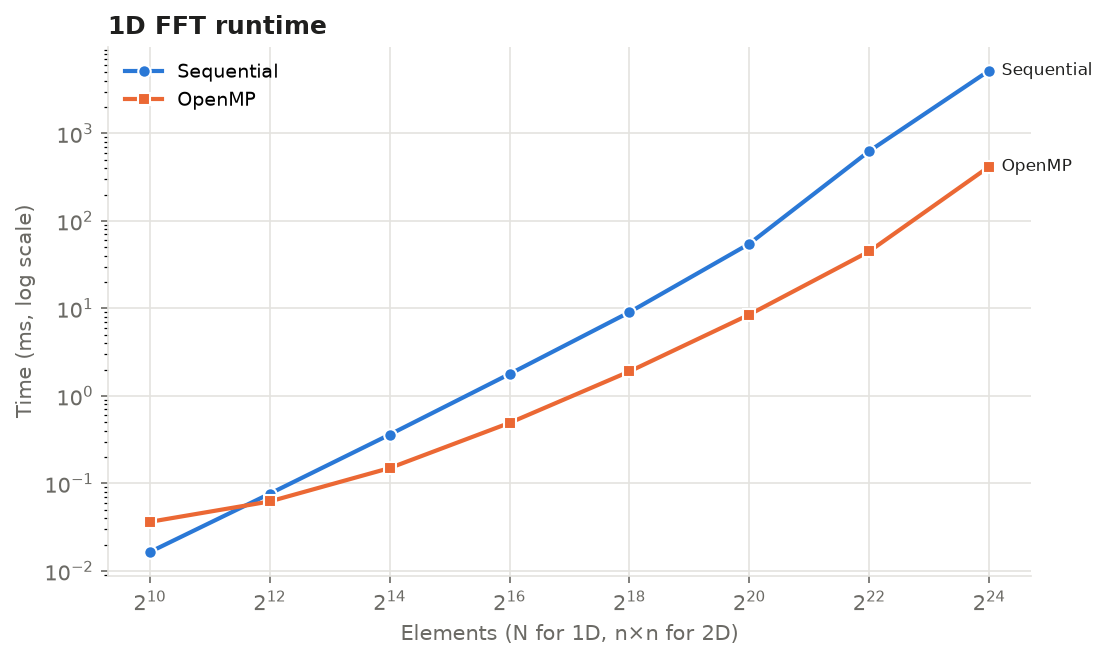 1D FFT runtime
Sequential
OpenMP
Sequential
OpenMP
10³
10²
10¹
10⁰
10⁻¹
10⁻²
Time (ms, log scale)
2¹⁰ 2¹² 2¹⁴ 2¹⁶ 2¹⁸ 2²⁰ 2²² 2²⁴
Elements (N for 1D, n×n for 2D)